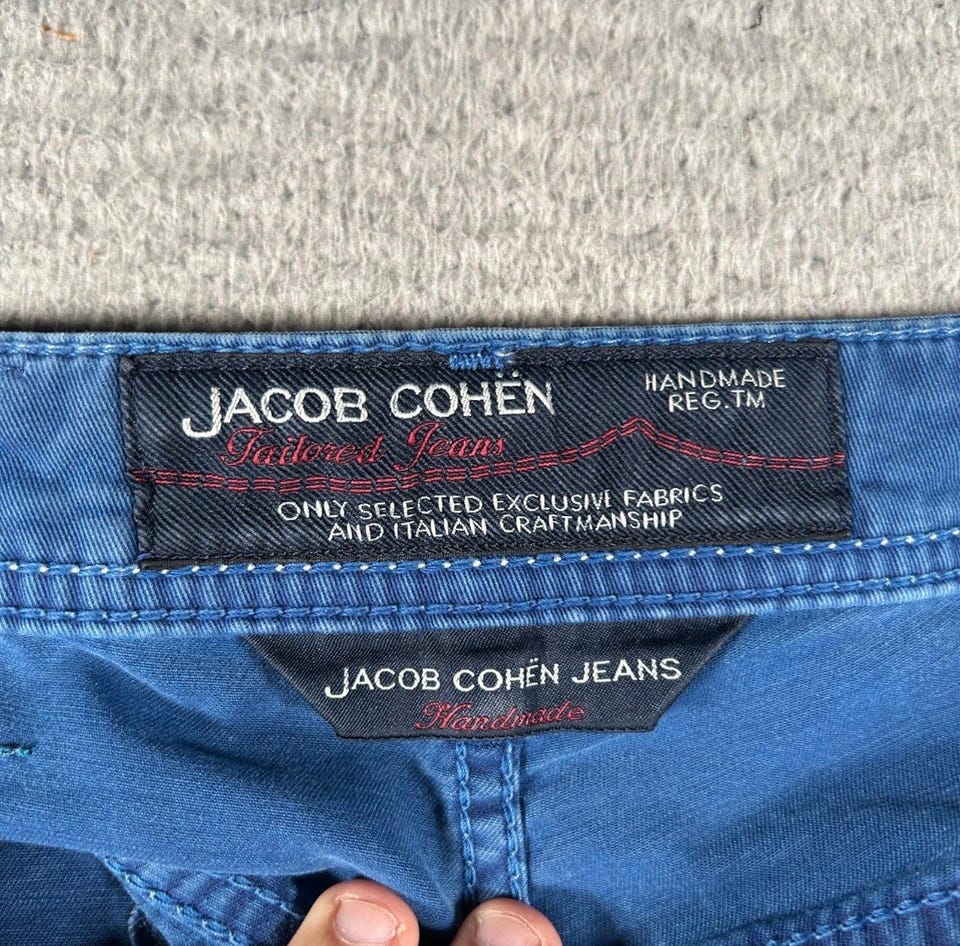 JACOB COHËN
HANDMADE
REG.TM
Tailored Jeans
ONLY SELECTED EXCLUSIVE FABRICS
AND ITALIAN CRAFTMANSHIP
JACOB COHËN JEANS
Handmade